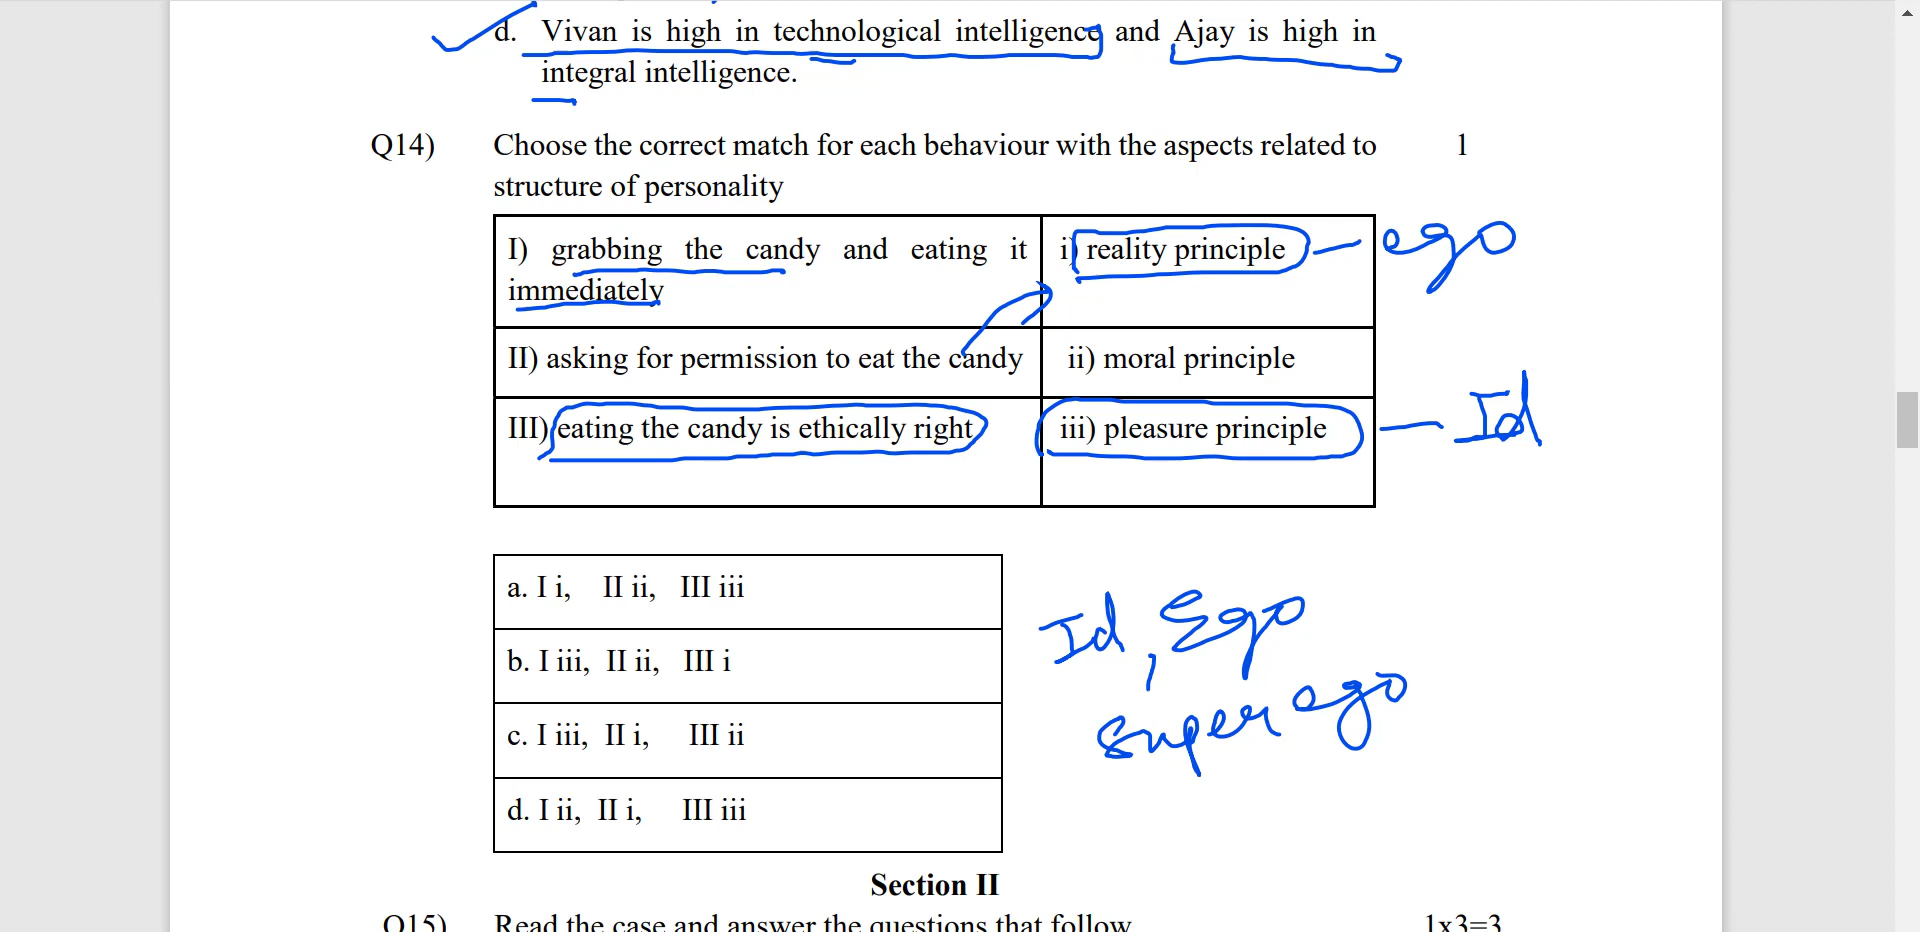 d. Vivan is high in technological intelligence and Ajay is high in
integral intelligence.
Q14) Choose the correct match for each behaviour with the aspects related to 1
structure of personality
I) grabbing the candy and eating it
immediately
i) reality principle
ego
II) asking for permission to eat the candy
ii) moral principle
III) eating the candy is ethically right
iii) pleasure principle
Id
a. I i, II ii, III iii
b. I iii, II ii, III i
c. I iii, II i, III ii
d. I ii, II i, III iii
Id, Ego
Super ego
Section II
Q15) Read the case and answer the questions that follow 1x3=3